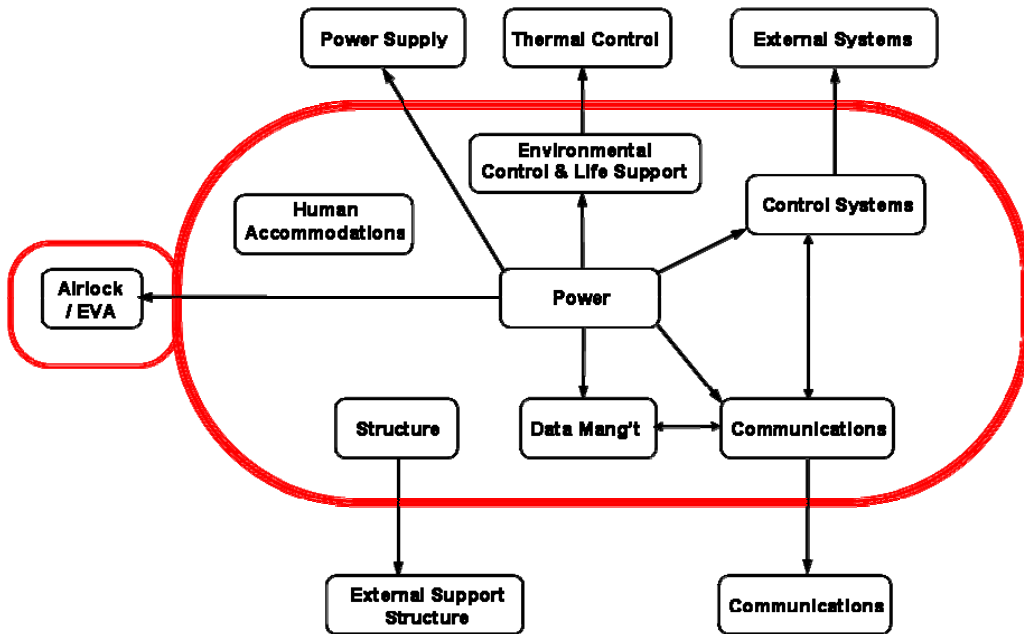 Power Supply
Thermal Control
External Systems
Environmental
Control & Life Support
Control Systems
Human
Accommodations
Airlock
/ EVA
Power
Structure
Data Mang't
Communications
External Support
Structure
Communications